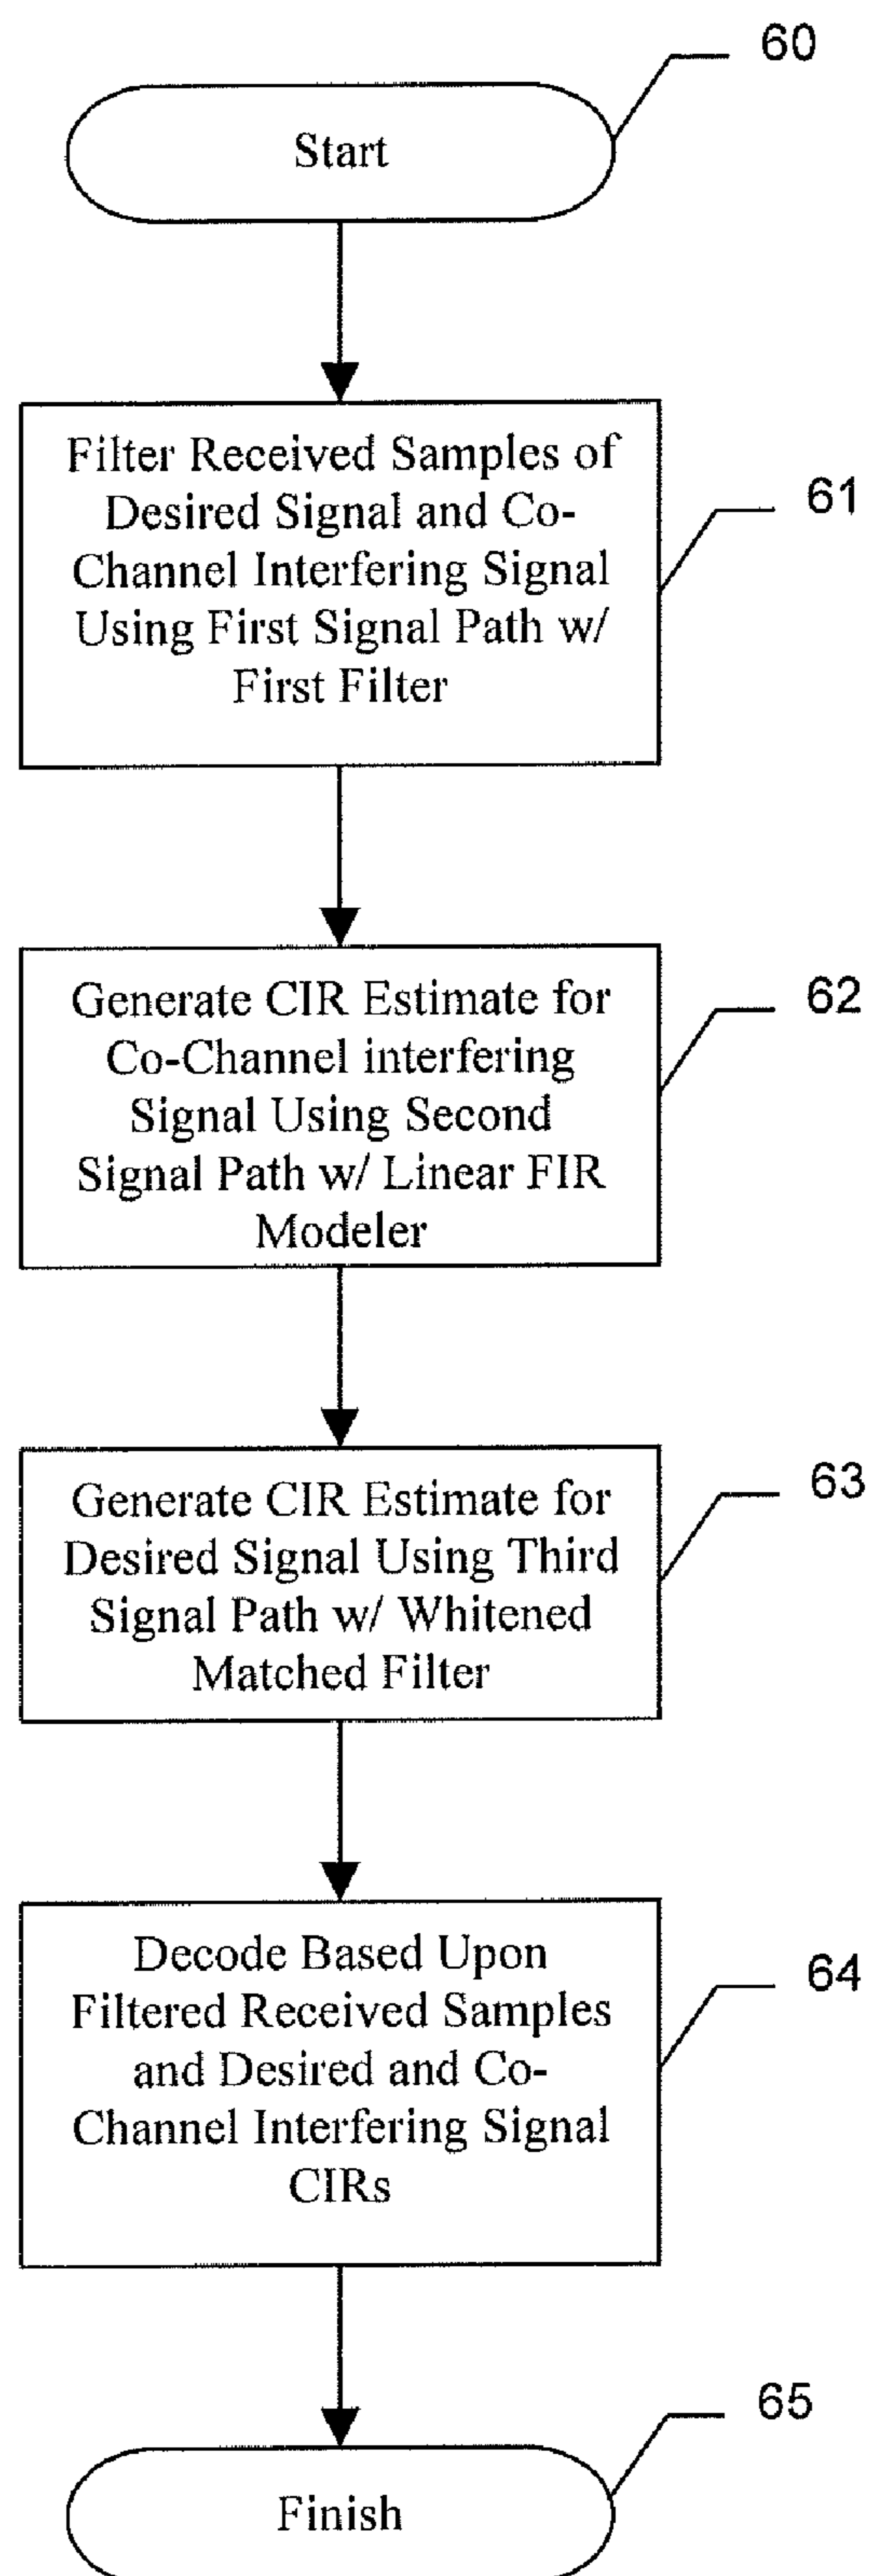 60
Start
Filter Received Samples of
Desired Signal and Co-
Channel Interfering Signal
Using First Signal Path w/
First Filter
61
Generate CIR Estimate for
Co-Channel interfering
Signal Using Second
Signal Path w/ Linear FIR
Modeler
62
Generate CIR Estimate for
Desired Signal Using Third
Signal Path w/ Whitened
Matched Filter
63
Decode Based Upon
Filtered Received Samples
and Desired and Co-
Channel Interfering Signal
CIRs
64
65
Finish